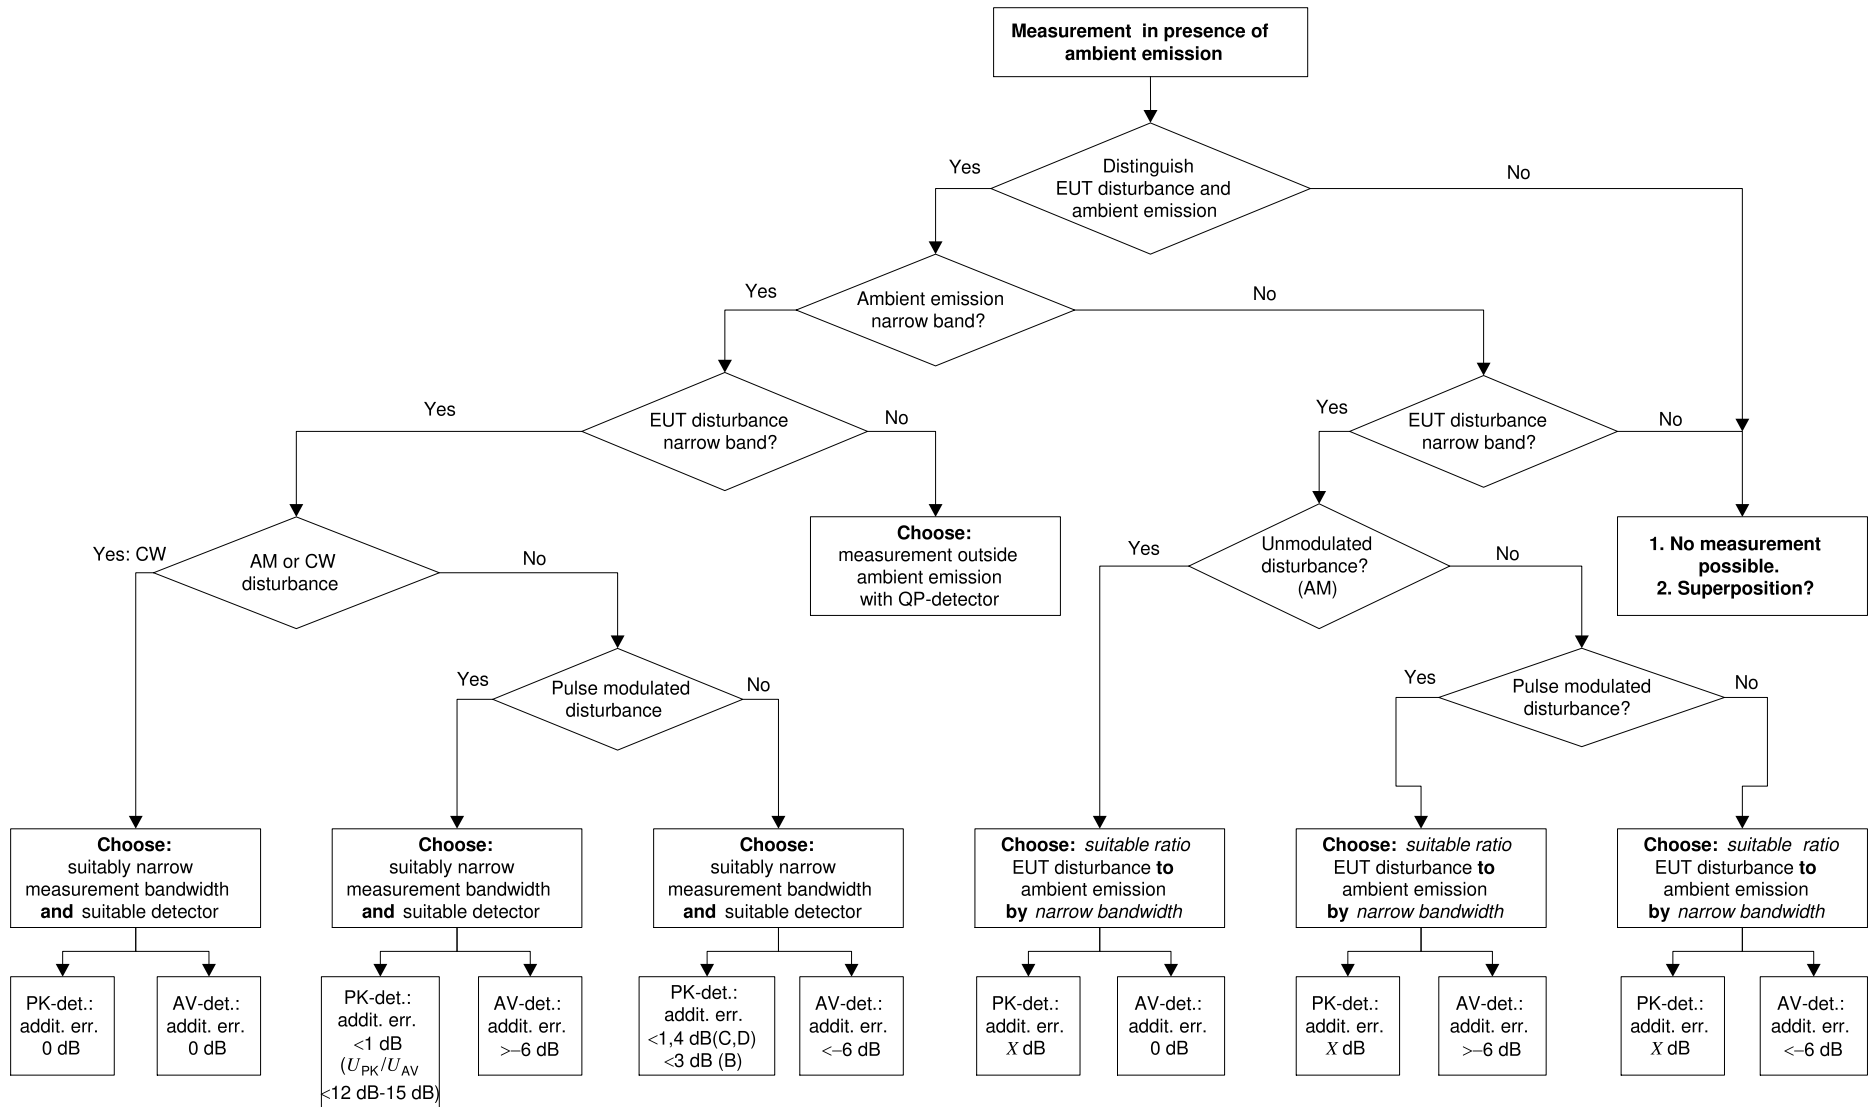 Measurement in presence of
ambient emission
Distinguish
EUT disturbance and
ambient emission
Yes
No
Ambient emission
narrow band?
Yes
No
EUT disturbance
narrow band?
Yes
No
EUT disturbance
narrow band?
Yes
No
AM or CW
disturbance
Yes: CW
No
Choose:
measurement outside
ambient emission
with QP-detector
Unmodulated
disturbance?
(AM)
Yes
No
1. No measurement
possible.
2. Superposition?
Pulse modulated
disturbance
Yes
No
Pulse modulated
disturbance?
Yes
No
Choose:
suitably narrow
measurement bandwidth
and suitable detector
Choose:
suitably narrow
measurement bandwidth
and suitable detector
Choose:
suitably narrow
measurement bandwidth
and suitable detector
Choose: suitable ratio
EUT disturbance to
ambient emission
by narrow bandwidth
Choose: suitable ratio
EUT disturbance to
ambient emission
by narrow bandwidth
Choose: suitable ratio
EUT disturbance to
ambient emission
by narrow bandwidth
PK-det.:
addit. err.
0 dB
AV-det.:
addit. err.
0 dB
PK-det.:
addit. err.
<1 dB
(UPK/UAV
<12 dB-15 dB)
AV-det.:
addit. err.
>−6 dB
PK-det.:
addit. err.
<1,4 dB(C,D)
<3 dB (B)
AV-det.:
addit. err.
<−6 dB
PK-det.:
addit. err.
X dB
AV-det.:
addit. err.
0 dB
PK-det.:
addit. err.
X dB
AV-det.:
addit. err.
>−6 dB
PK-det.:
addit. err.
X dB
AV-det.:
addit. err.
<−6 dB